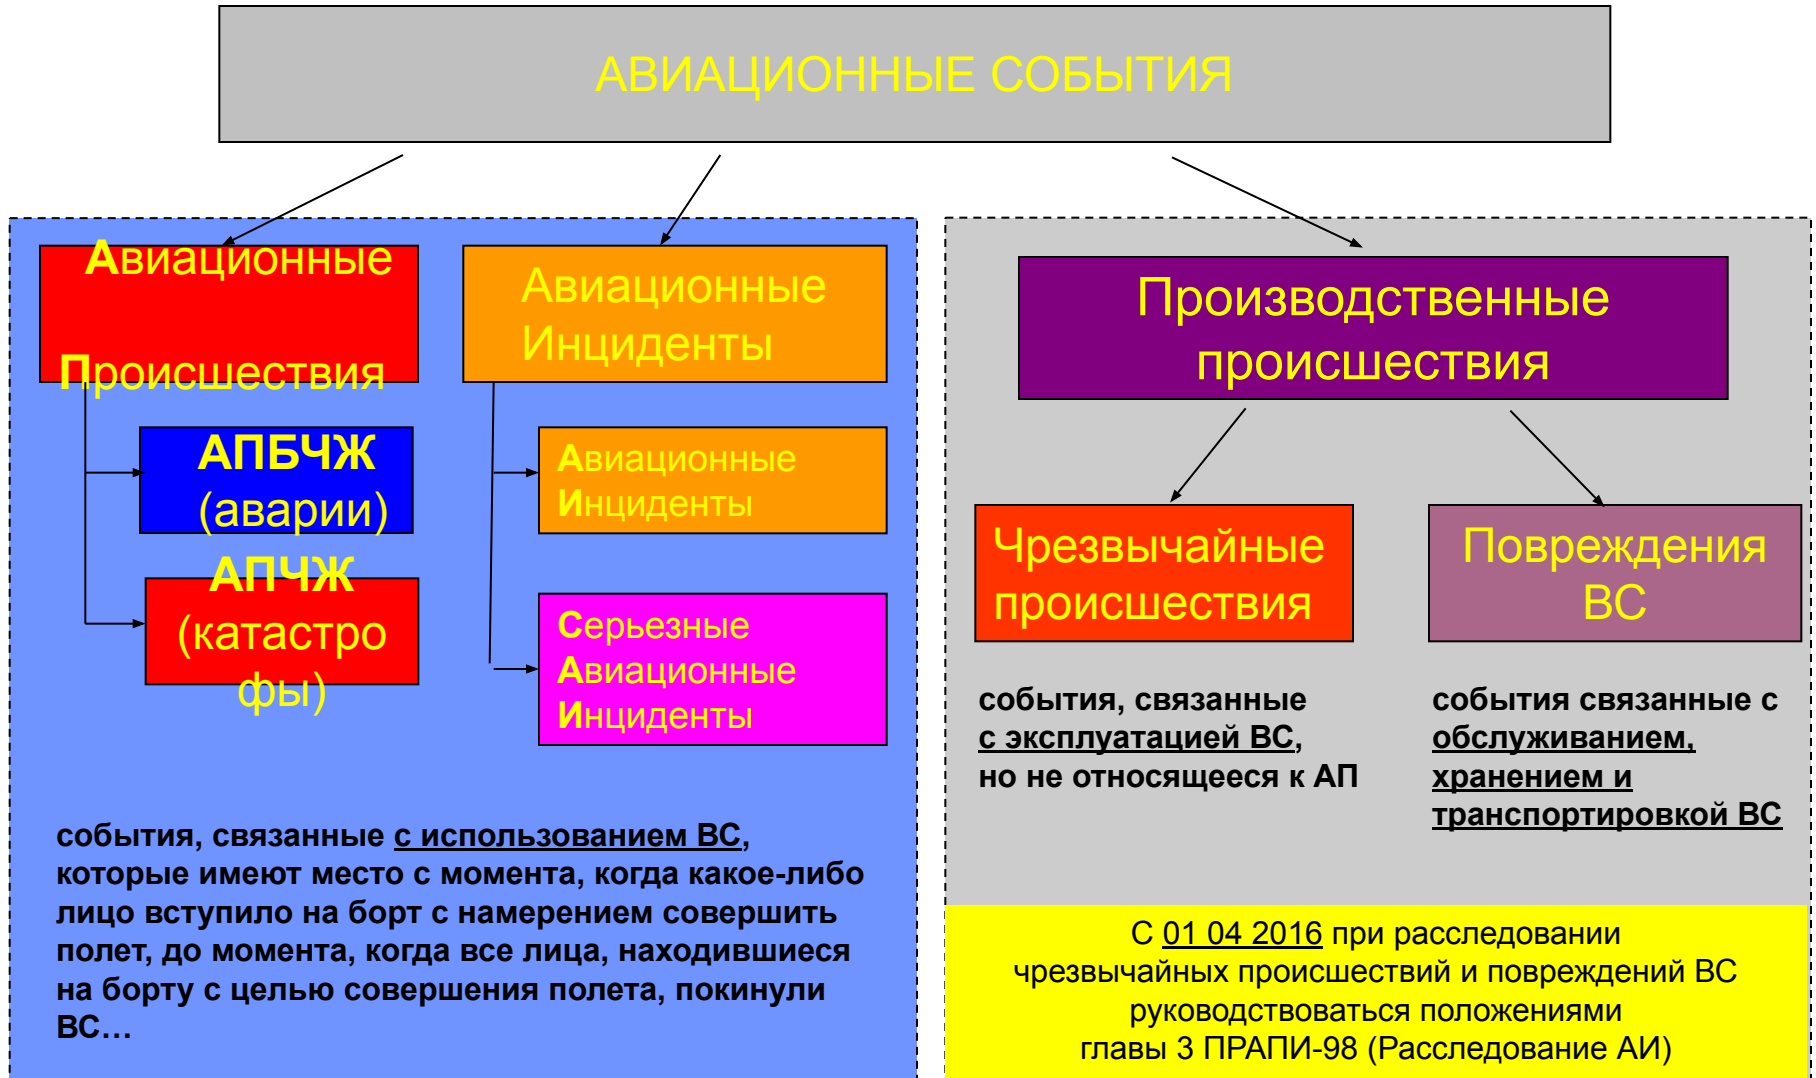 АВИАЦИОННЫЕ СОБЫТИЯ
Авиационные
Происшествия
АПБЧЖ
(аварии)
АПЧЖ
(катастро
фы)
Авиационные
Инциденты
Авиационные
Инциденты
Серьезные
Авиационные
Инциденты
события, связанные с использованием ВС,
которые имеют место с момента, когда какое-либо
лицо вступило на борт с намерением совершить
полет, до момента, когда все лица, находившиеся
на борту с целью совершения полета, покинули
ВС…
Производственные
происшествия
Чрезвычайные
происшествия
события, связанные
с эксплуатацией ВС,
но не относящееся к АП
Повреждения
ВС
события связанные с
обслуживанием,
хранением и
транспортировкой ВС
С 01 04 2016 при расследовании
чрезвычайных происшествий и повреждений ВС
руководствоваться положениями
главы 3 ПРАПИ-98 (Расследование АИ)